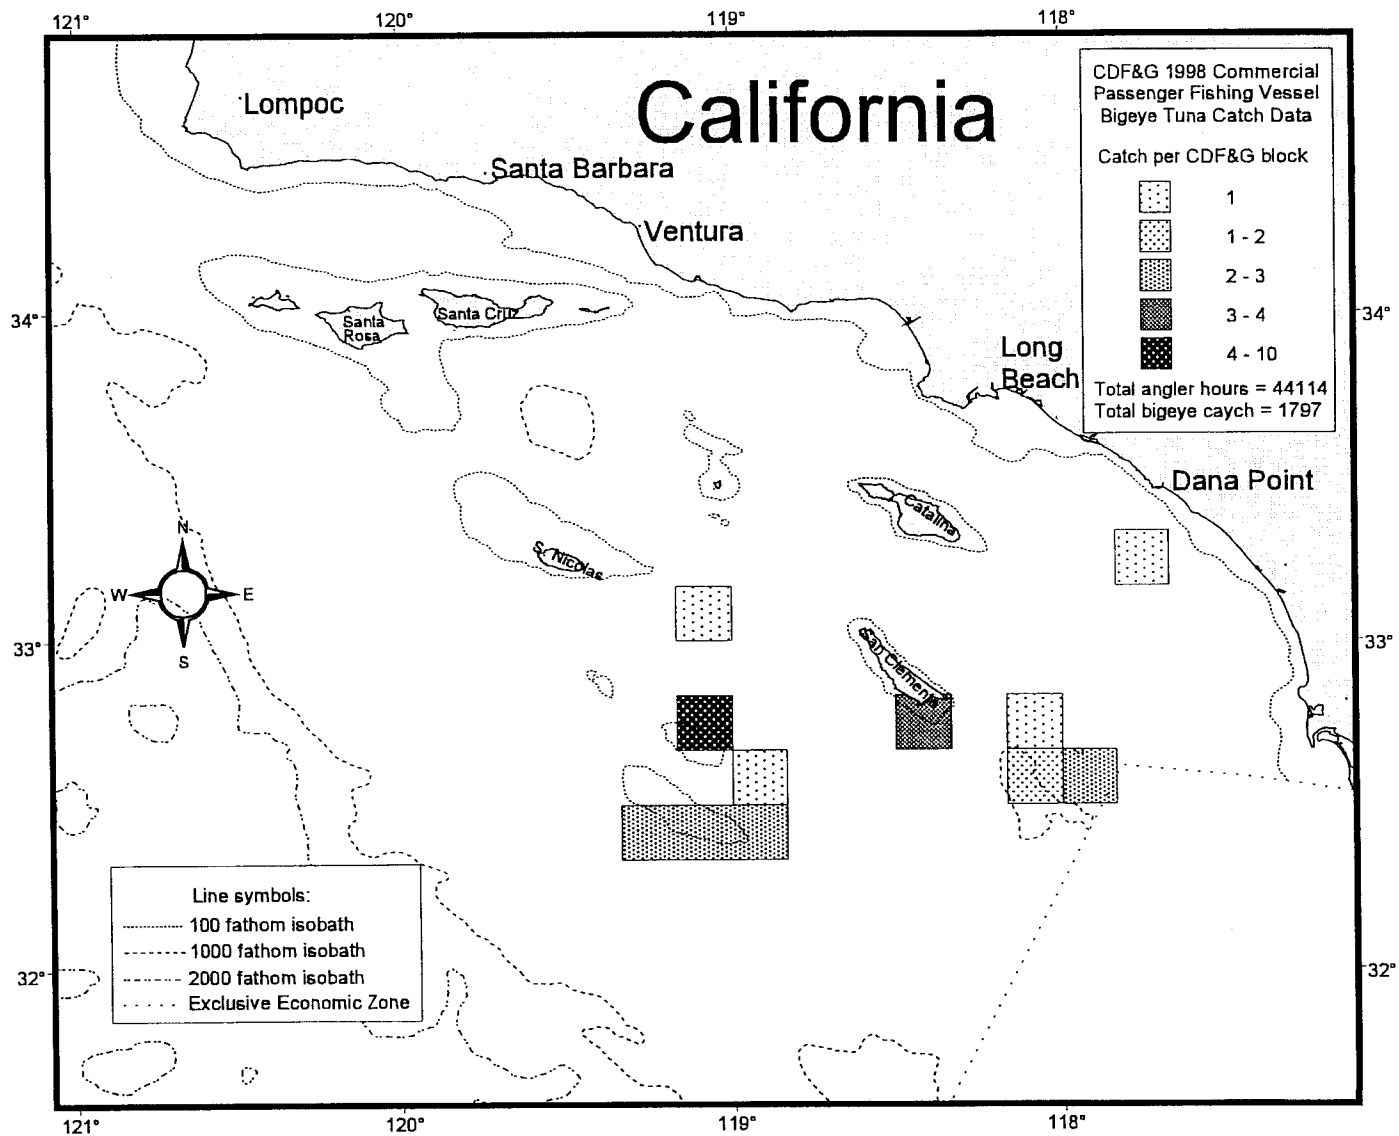 121°
120°
119°
118°
California
Lompoc
Santa Barbara
Ventura
CDF&G 1998 Commercial
Passenger Fishing Vessel
Bigeye Tuna Catch Data
Catch per CDF&G block
1
1 - 2
2 - 3
3 - 4
4 - 10
Total angler hours = 44114
Total bigeye caych = 1797
34°
34°
Santa
Rosa
Santa Cruz
Long
Beach
Dana Point
Catalina
S. Nicolas
N
W
E
S
33°
33°
San Clemente
Line symbols:
100 fathom isobath
1000 fathom isobath
2000 fathom isobath
Exclusive Economic Zone
32°
32°
121°
120°
119°
118°